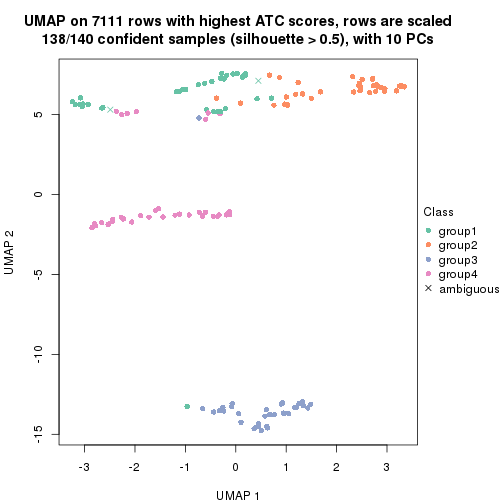 UMAP on 7111 rows with highest ATC scores, rows are scaled
138/140 confident samples (silhouette > 0.5), with 10 PCs
5
0
-5
-10
-15
UMAP 2
-3 -2 -1 0 1 2 3
UMAP 1
Class
group1
group2
group3
group4
ambiguous